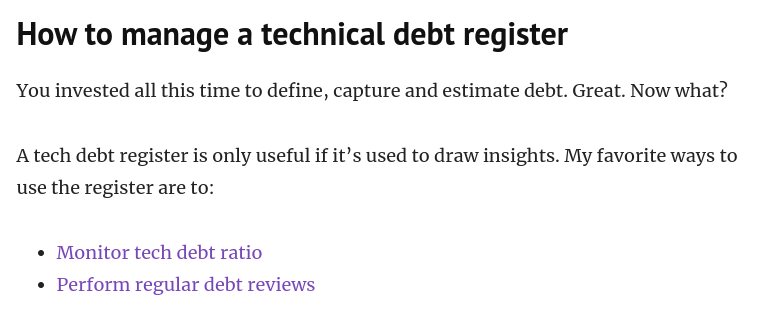 How to manage a technical debt register
You invested all this time to define, capture and estimate debt. Great. Now what?
A tech debt register is only useful if it’s used to draw insights. My favorite ways to
use the register are to:
• Monitor tech debt ratio
• Perform regular debt reviews